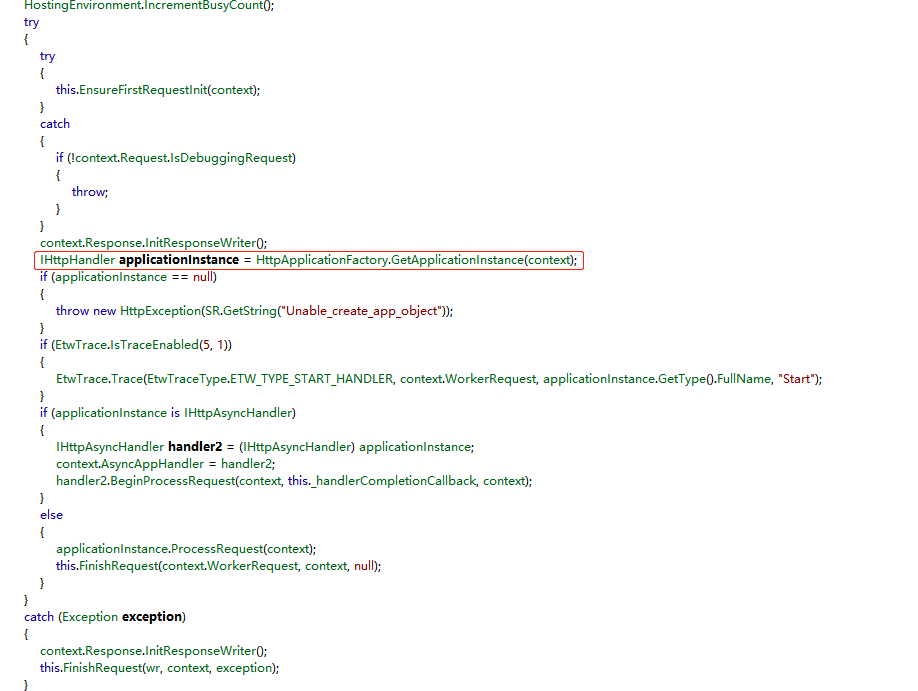 HostingEnvironment.IncrementBusyCount();
try
{
try
{
this.EnsureFirstRequestInit(context);
}
catch
{
if (!context.Request.IsDebuggingRequest)
{
throw;
}
}
context.Response.InitResponseWriter();
IHttpHandler applicationInstance = HttpApplicationFactory.GetApplicationInstance(context);
if (applicationInstance == null)
{
throw new HttpException(SR.GetString("Unable_create_app_object"));
}
if (EtwTrace.IsTraceEnabled(5, 1))
{
EtwTrace.Trace(EtwTraceType.ETW_TYPE_START_HANDLER, context.WorkerRequest, applicationInstance.GetType().FullName, "Start");
}
if (applicationInstance is IHttpAsyncHandler)
{
IHttpAsyncHandler handler2 = (IHttpAsyncHandler) applicationInstance;
context.AsyncAppHandler = handler2;
handler2.BeginProcessRequest(context, this._handlerCompletionCallback, context);
}
else
{
applicationInstance.ProcessRequest(context);
this.FinishRequest(context.WorkerRequest, context, null);
}
}
catch (Exception exception)
{
context.Response.InitResponseWriter();
this.FinishRequest(wr, context, exception);
}